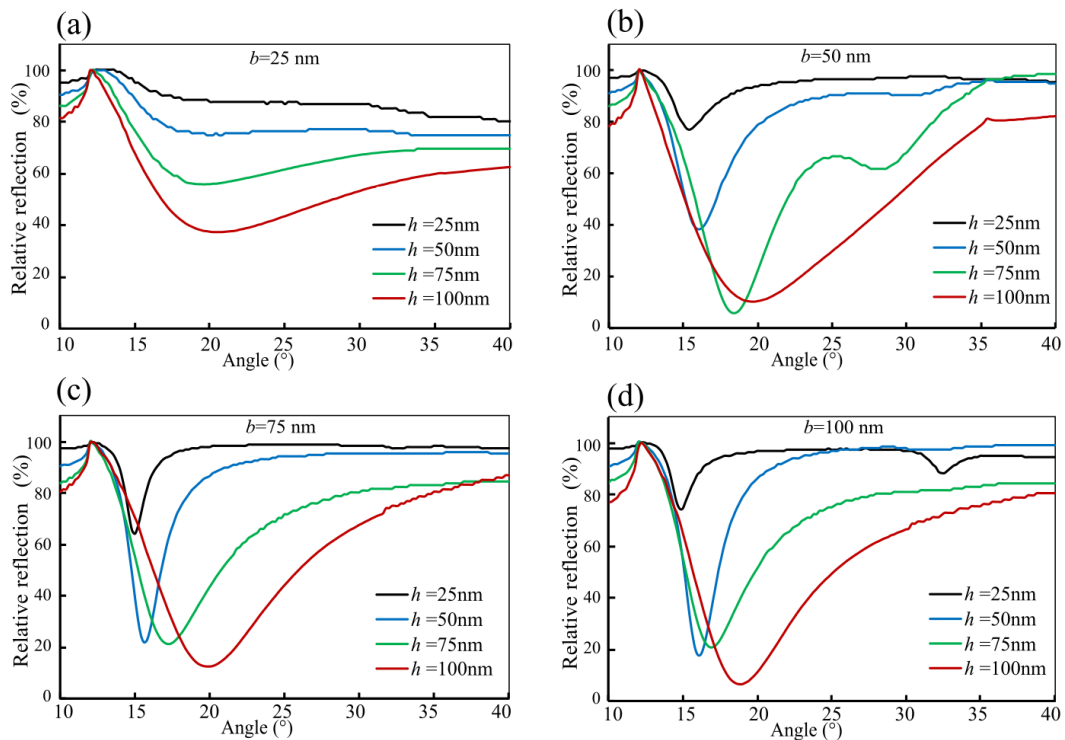 (a)
b=25 nm
Relative reflection (%)
100
80
60
40
20
0
h =25nm
h =50nm
h =75nm
h =100nm
10 15 20 25 30 35 40
Angle (°)
(b)
b=50 nm
Relative reflection (%)
100
80
60
40
20
0
h =25nm
h =50nm
h =75nm
h =100nm
10 15 20 25 30 35 40
Angle (°)
(c)
b=75 nm
Relative reflection (%)
100
80
60
40
20
0
h =25nm
h =50nm
h =75nm
h =100nm
10 15 20 25 30 35 40
Angle (°)
(d)
b=100 nm
Relative reflection (%)
100
80
60
40
20
0
h =25nm
h =50nm
h =75nm
h =100nm
10 15 20 25 30 35 40
Angle (°)